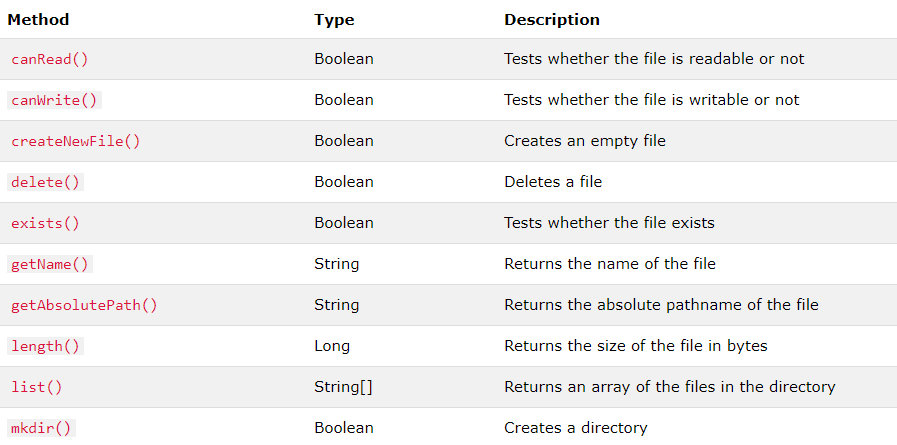 Method Type Description
canRead() Boolean Tests whether the file is readable or not
canWrite() Boolean Tests whether the file is writable or not
createNewFile() Boolean Creates an empty file
delete() Boolean Deletes a file
exists() Boolean Tests whether the file exists
getName() String Returns the name of the file
getAbsolutePath() String Returns the absolute pathname of the file
length() Long Returns the size of the file in bytes
list() String[] Returns an array of the files in the directory
mkdir() Boolean Creates a directory